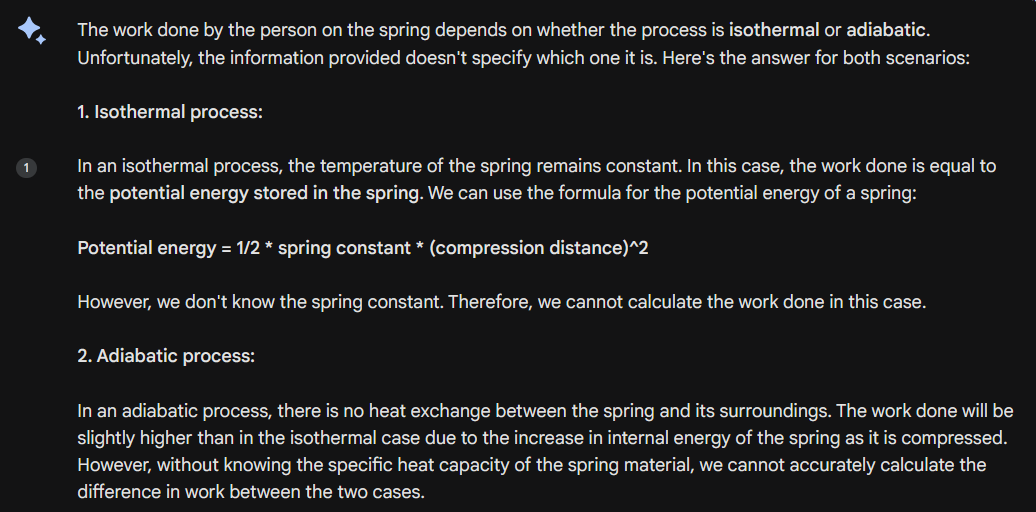 The work done by the person on the spring depends on whether the process is isothermal or adiabatic.
Unfortunately, the information provided doesn't specify which one it is. Here's the answer for both scenarios:
1. Isothermal process:
1
In an isothermal process, the temperature of the spring remains constant. In this case, the work done is equal to
the potential energy stored in the spring. We can use the formula for the potential energy of a spring:
Potential energy = 1/2 * spring constant * (compression distance)^2
However, we don't know the spring constant. Therefore, we cannot calculate the work done in this case.
2. Adiabatic process:
In an adiabatic process, there is no heat exchange between the spring and its surroundings. The work done will be
slightly higher than in the isothermal case due to the increase in internal energy of the spring as it is compressed.
However, without knowing the specific heat capacity of the spring material, we cannot accurately calculate the
difference in work between the two cases.